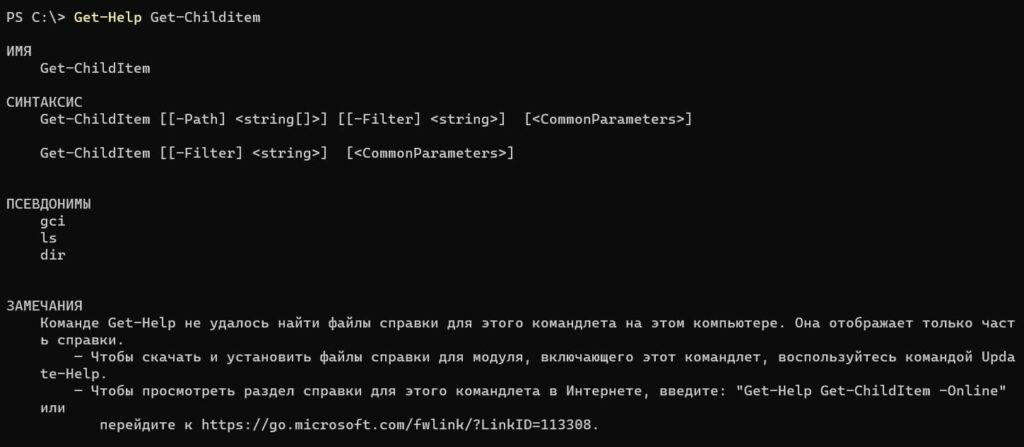 PS C:\> Get-Help Get-Childitem
ИМЯ
Get-ChildItem
СИНТАКСИС
Get-ChildItem [[-Path] <string[]>] [[-Filter] <string>]  [<CommonParameters>]
Get-ChildItem [[-Filter] <string>]  [<CommonParameters>]
ПСЕВДОНИМЫ
gci
ls
dir
ЗАМЕЧАНИЯ
Команде Get-Help не удалось найти файлы справки для этого командлета на этом компьютере. Она отображает только част
ь справки.
— Чтобы скачать и установить файлы справки для модуля, включающего этот командлет, воспользуйтесь командой Upda
te-Help.
— Чтобы просмотреть раздел справки для этого командлета в Интернете, введите: "Get-Help Get-ChildItem -Online"
или
перейдите к https://go.microsoft.com/fwlink/?LinkID=113308.